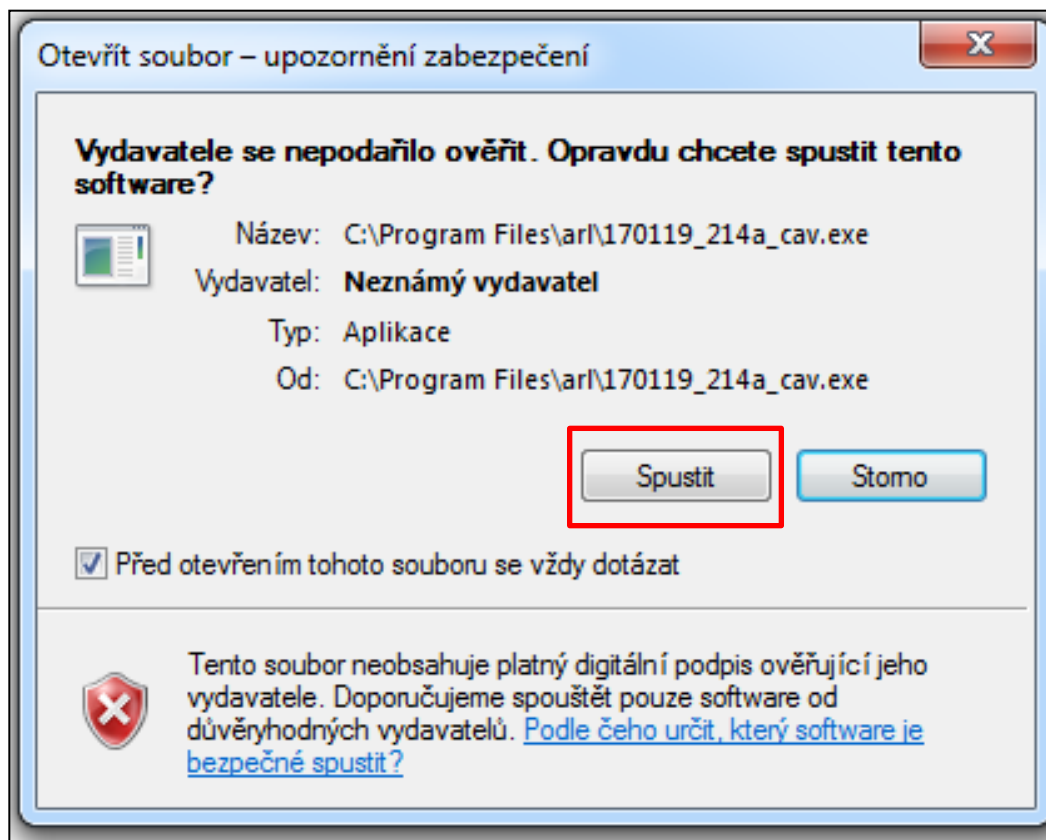 Otevřít soubor – upozornění zabezpečení
Vydavatele se nepodařilo ověřit. Opravdu chcete spustit tento
software?
Název: C:\Program Files\arl\170119_214a_cav.exe
Vydavatel: Neznámý vydavatel
Typ: Aplikace
Od: C:\Program Files\arl\170119_214a_cav.exe
Spustit Storno
Před otevřením tohoto souboru se vždy dotázat
Tento soubor neobsahuje platný digitální podpis ověřující jeho
vydavatele. Doporučujeme spouštět pouze software od
důvěryhodných vydavatelů. Podle čeho určit, který software je
bezpečné spustit?